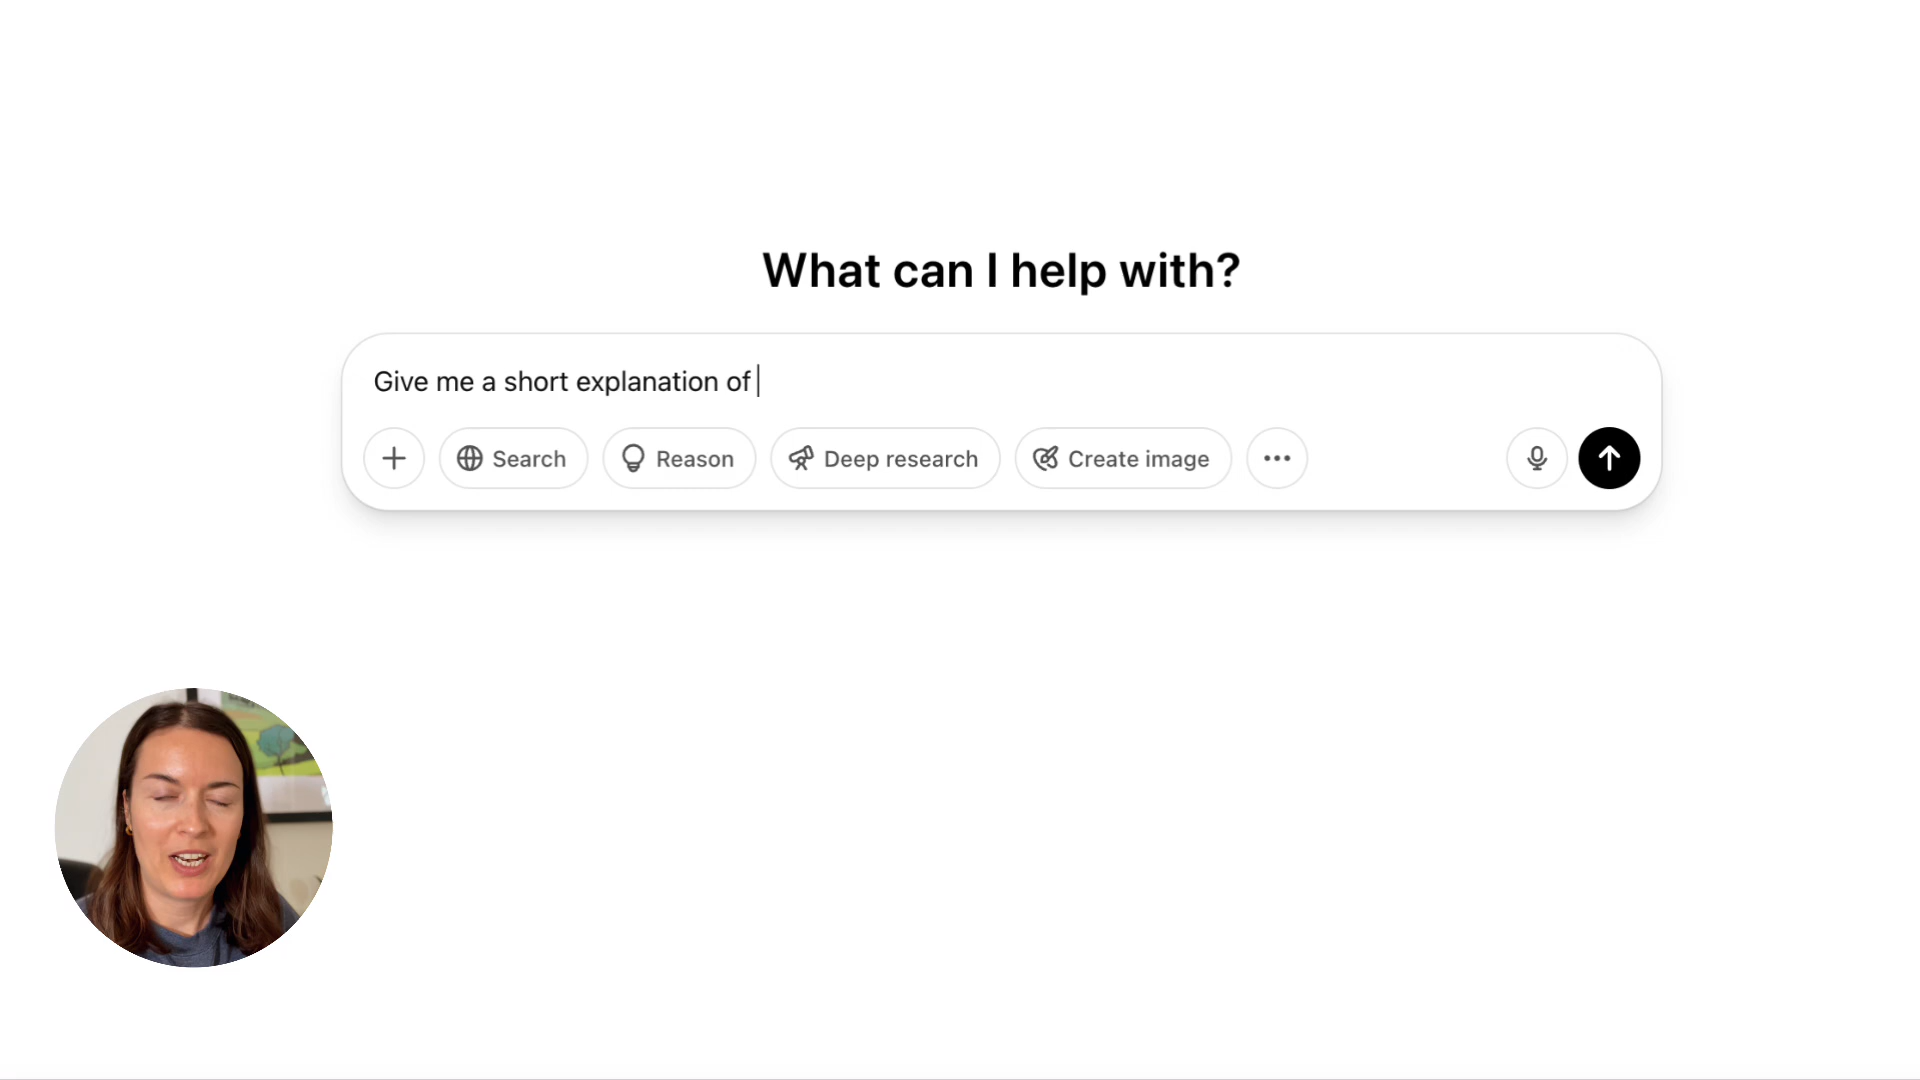 What can I help with?
Give me a short explanation of
Search Reason Deep research Create image